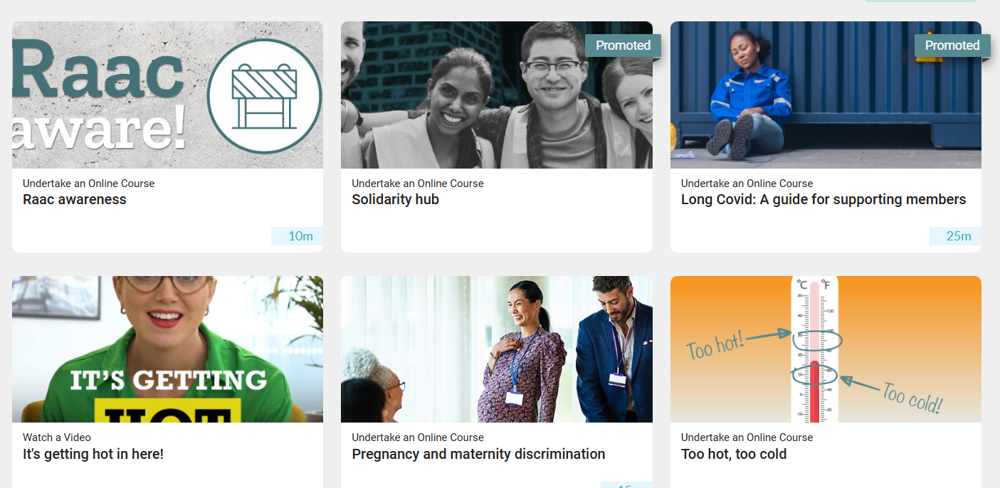 Raac
aware!
Undertake an Online Course
Raac awareness
10m
Promoted
Undertake an Online Course
Solidarity hub
Promoted
Undertake an Online Course
Long Covid: A guide for supporting members
25m
IT'S GETTING
HOT
Watch a Video
It's getting hot in here!
Undertake an Online Course
Pregnancy and maternity discrimination
°C °F
Too hot!
Too cold!
Undertake an Online Course
Too hot, too cold